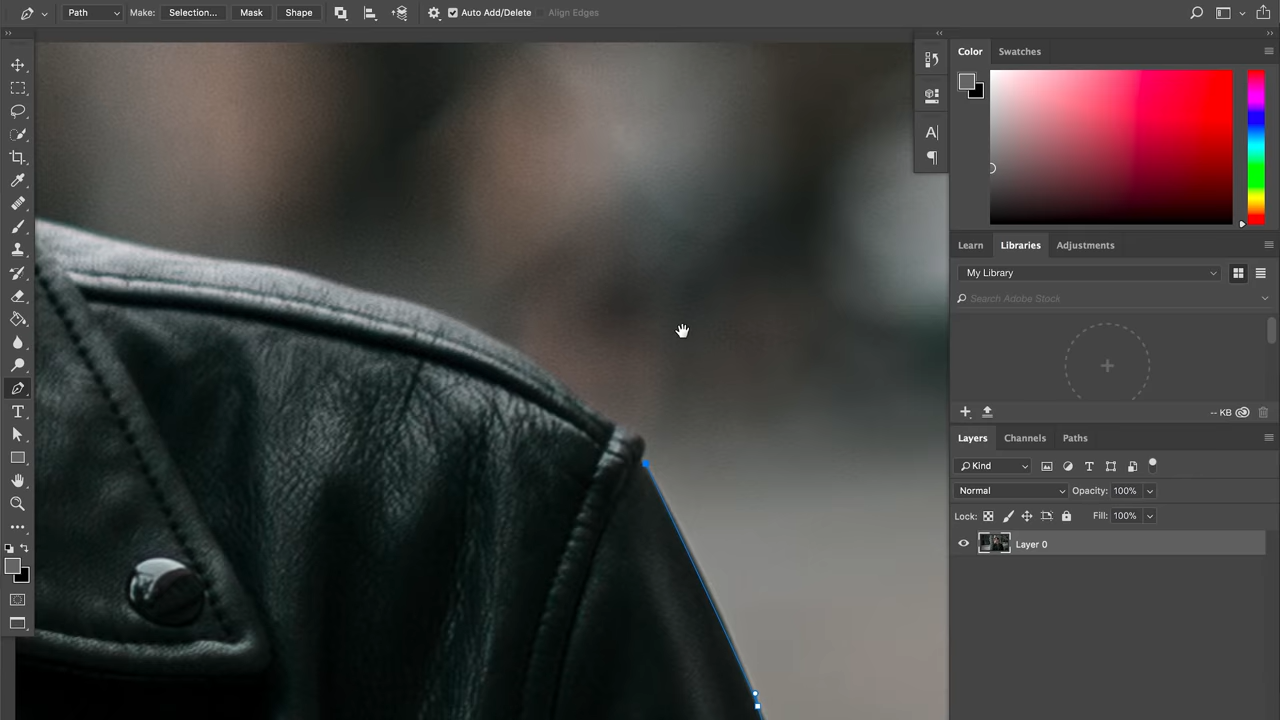 Path Make: Selection... Mask Shape Auto Add/Delete Align Edges
Color Swatches
A
Learn Libraries Adjustments
My Library
Search Adobe Stock
-- KB
Layers Channels Paths
Kind
Normal Opacity: 100%
Lock: Fill: 100%
Layer 0
T